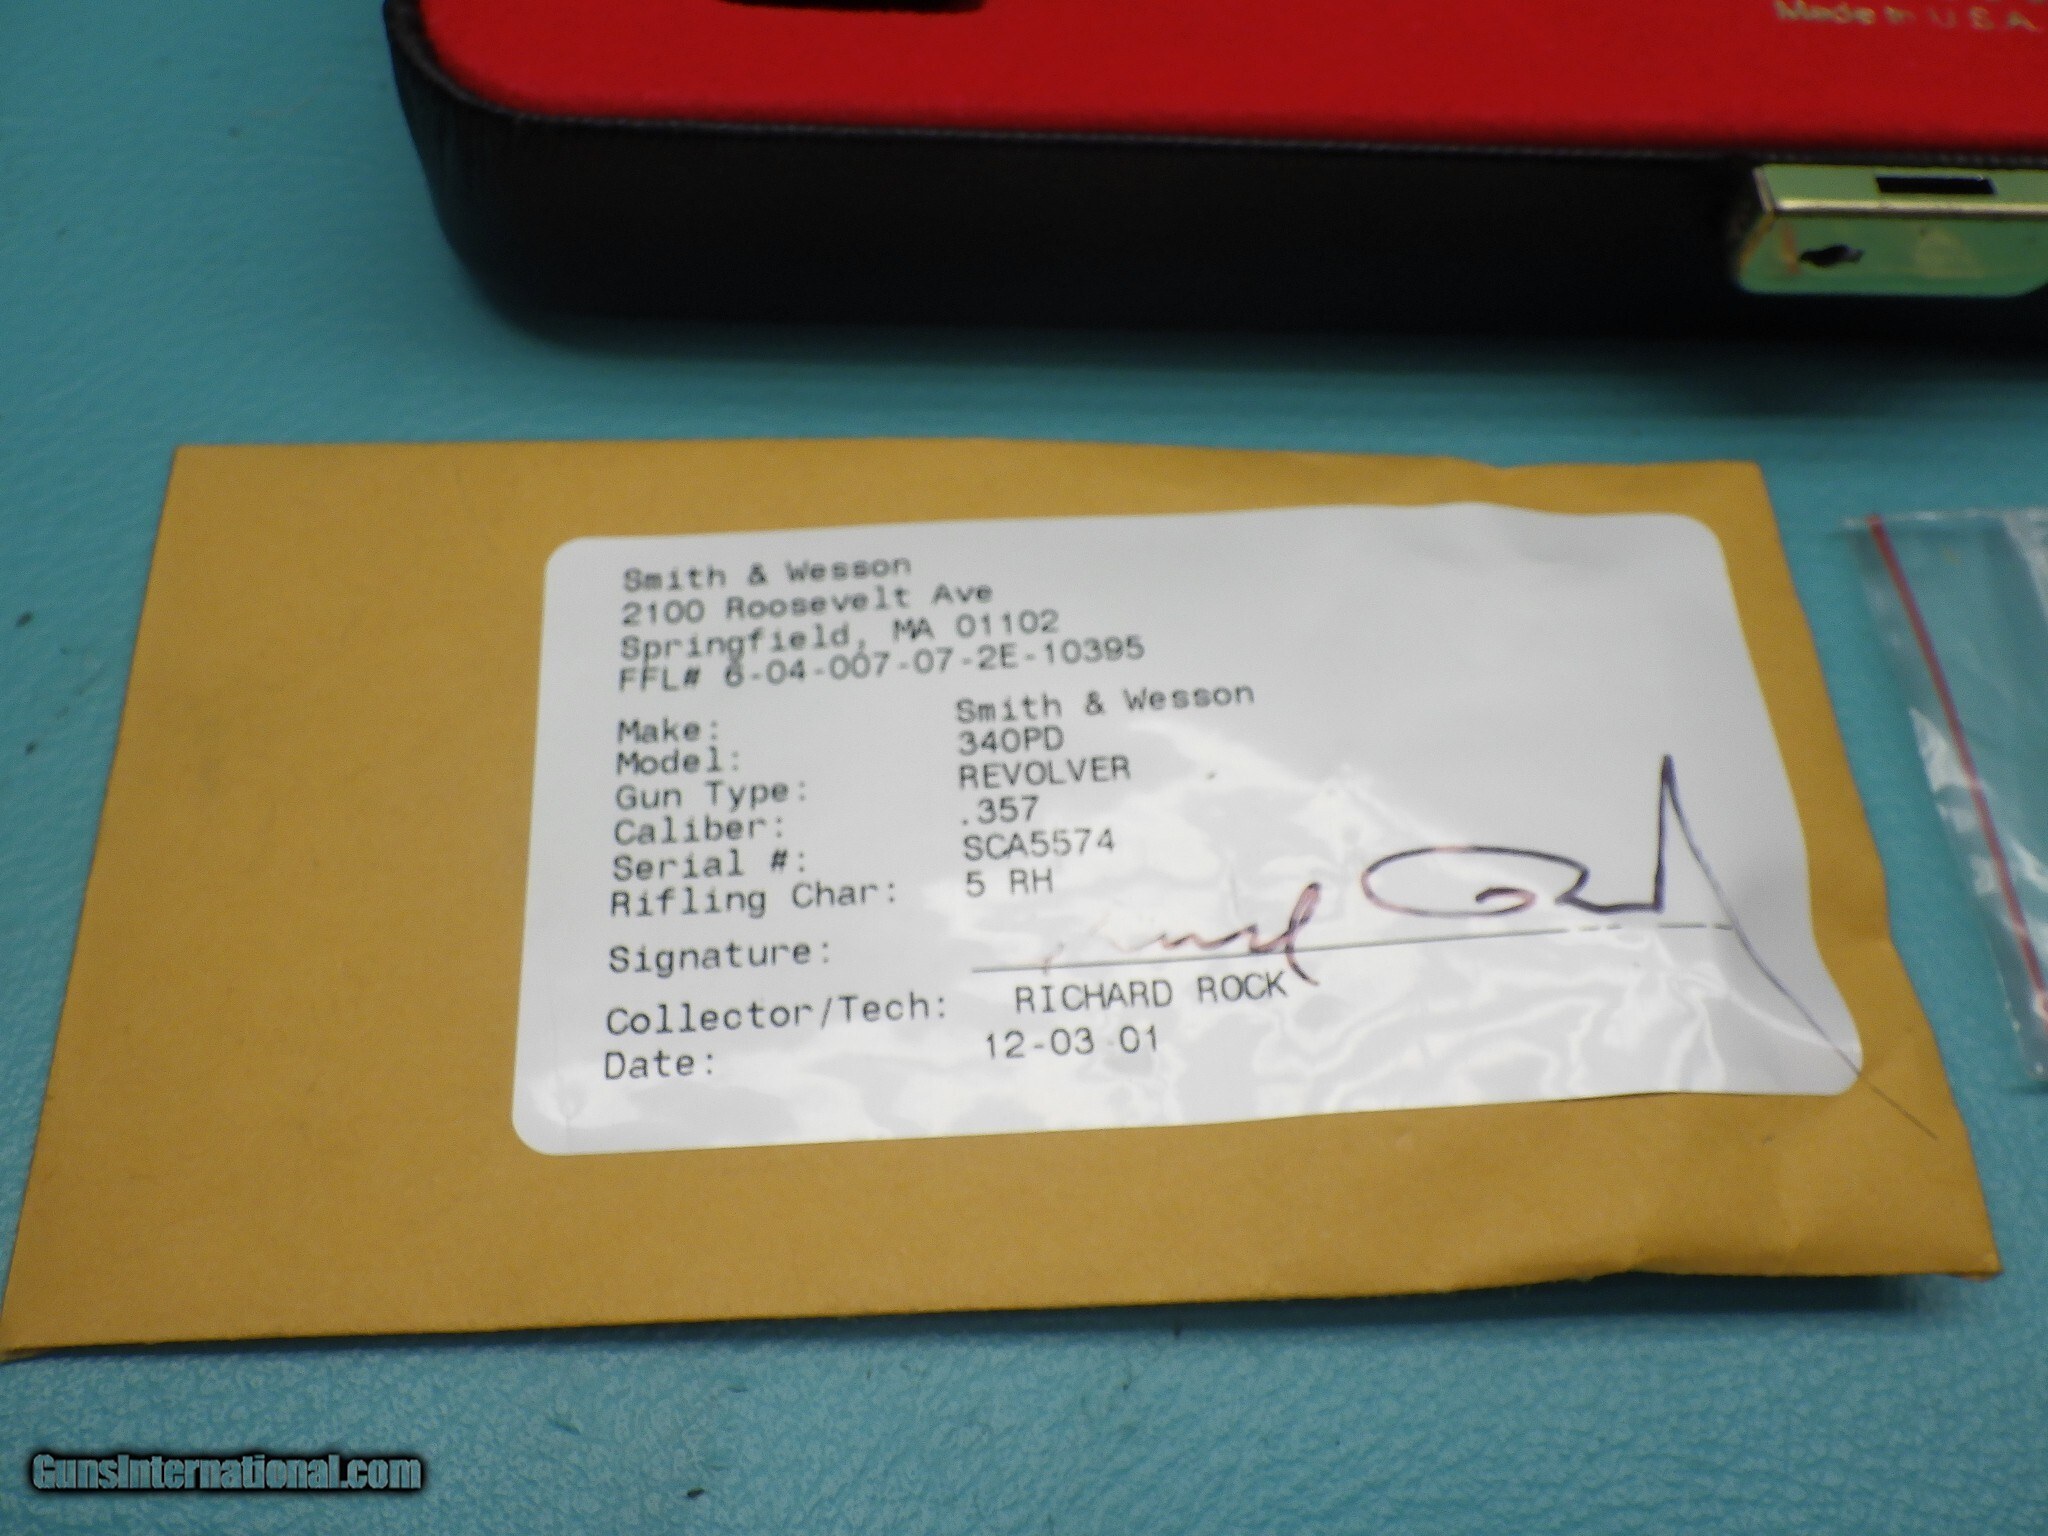 Made in U.S.A.
Smith & Wesson
2100 Roosevelt Ave
Springfield, MA 01102
FFL# 6-04-007-07-2E-10395
Make: Smith & Wesson
Model: 340PD
Gun Type: REVOLVER
Caliber: .357
Serial #: SCA5574
Rifling Char: 5 RH
Signature:
Collector/Tech: RICHARD ROCK
Date: 12-03 01
GunsInternational.com